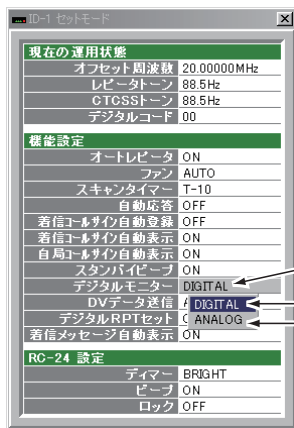 ID-1 セットモード
現在の運用状態
オフセット周波数 20.00000MHz
レピータトーン 88.5Hz
CTCSSトーン 88.5Hz
デジタルコード 00
機能設定
オートレピータ ON
ファン AUTO
スキャンタイマー T-10
自動応答 OFF
着信コールサイン自動登録 OFF
着信コールサイン自動表示 ON
自局コールサイン自動表示 ON
スタンバイビープ ON
デジタルモニター DIGITAL
DVデータ送信
DIGITAL
デジタルRPTセット
ANALOG
着信メッセージ自動表示 ON
RC-24 設定
ディマー BRIGHT
ビープ ON
ロック OFF